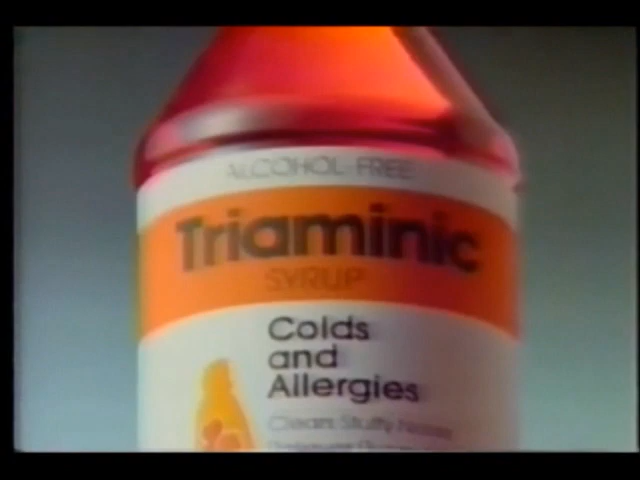 ALCOHOL-FREE
Triaminic
SYRUP
Colds
and
Allergies
Clears Stuffy Noses